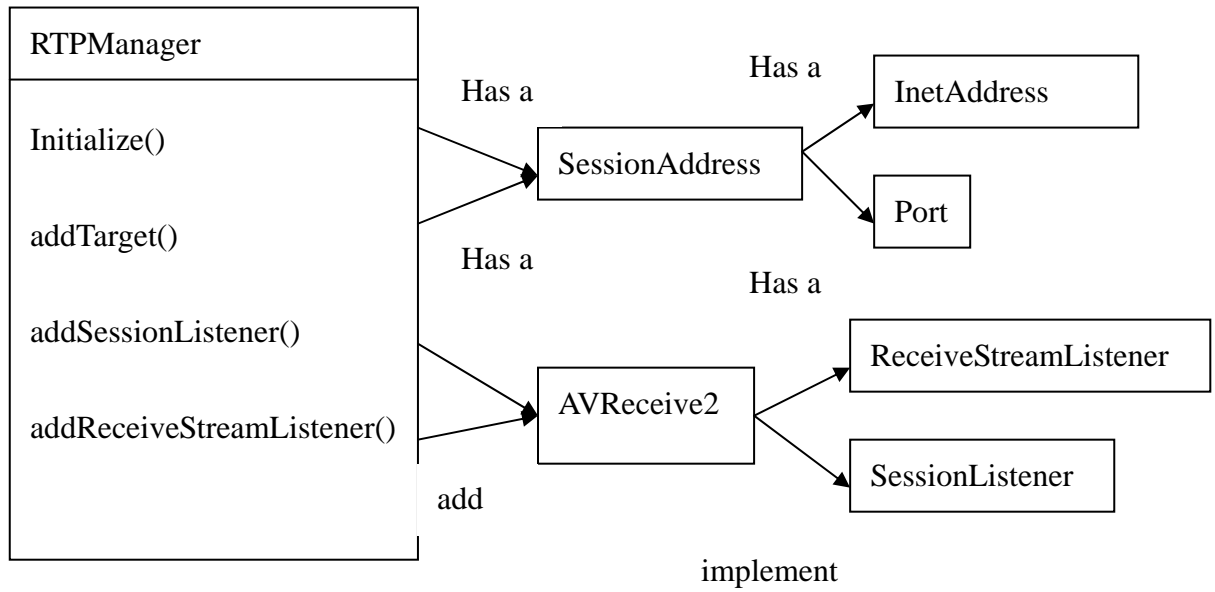 RTPManager
Initialize()
addTarget()
addSessionListener()
addReceiveStreamListener()
Has a
Has a
add
SessionAddress
AVReceive2
Has a
Has a
implement
InetAddress
Port
ReceiveStreamListener
SessionListener